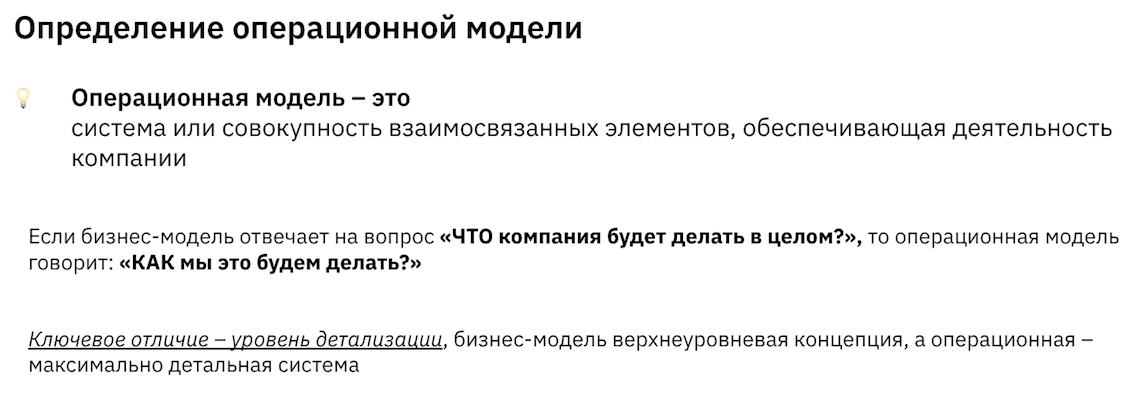 Определение операционной модели
Операционная модель – это
система или совокупность взаимосвязанных элементов, обеспечивающая деятельность
компании
Если бизнес-модель отвечает на вопрос «ЧТО компания будет делать в целом?», то операционная модель
говорит: «КАК мы это будем делать?»
Ключевое отличие – уровень детализации, бизнес-модель верхнеуровневая концепция, а операционная –
максимально детальная система